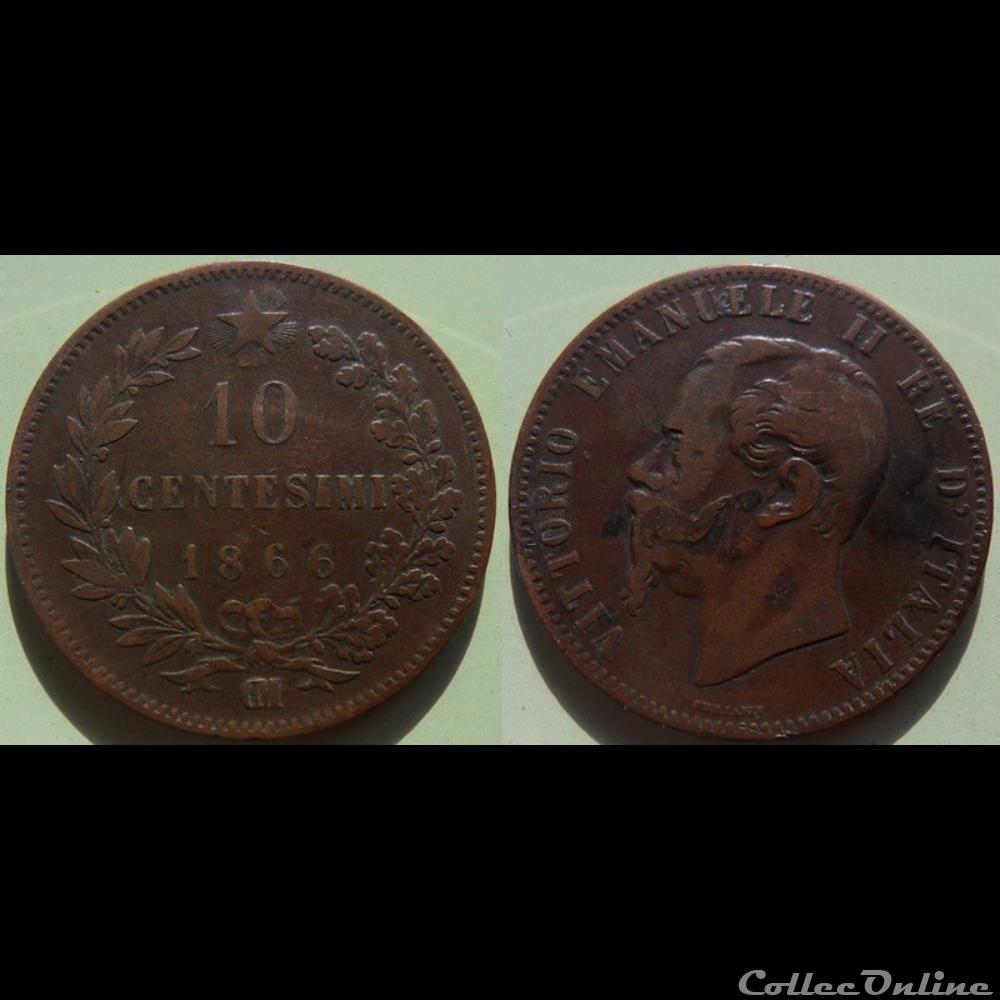 10
CENTESIMI
1866
VITTORIO EMANUELE II RE D'ITALIA
CollecOnline